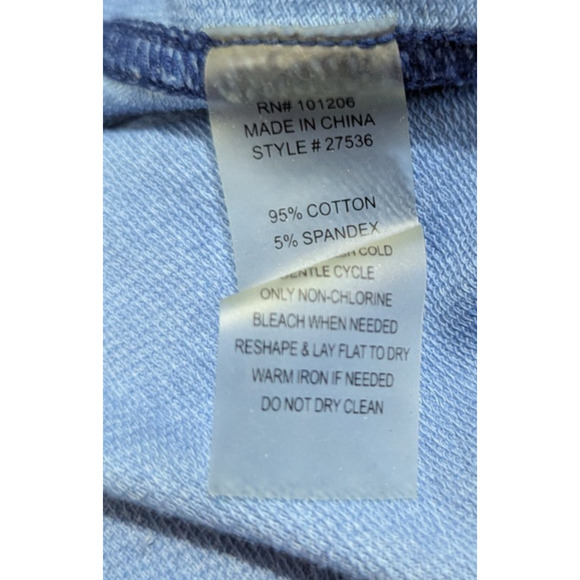 RN# 101206
MADE IN CHINA
STYLE # 27536
95% COTTON
5% SPANDEX
COLD
GENTLE CYCLE
ONLY NON-CHLORINE
BLEACH WHEN NEEDED
RESHAPE & LAY FLAT TO DRY
WARM IRON IF NEEDED
DO NOT DRY CLEAN